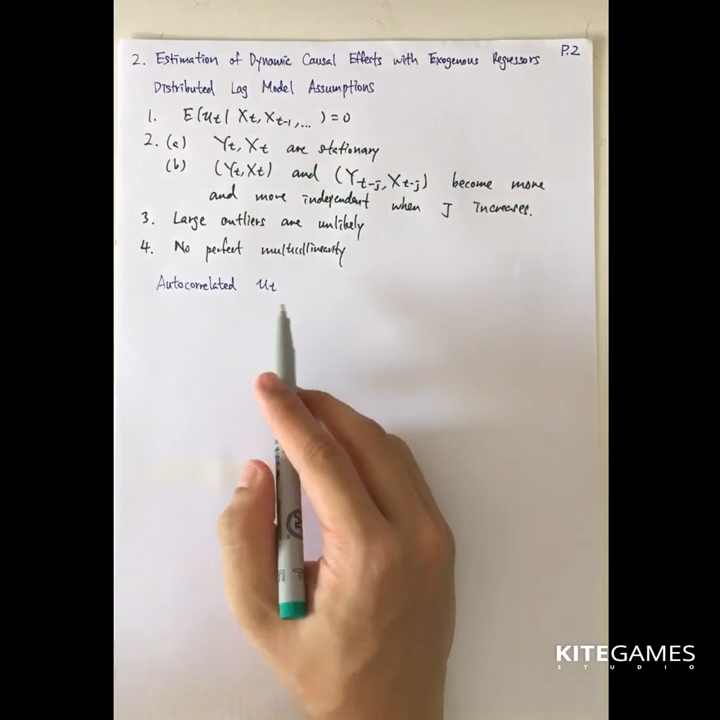 P.2
2. Estimation of Dynamic Causal Effects with Exogenous Regressors
Distributed Lag Model Assumptions
1. E(ut | Xt, Xt-1, ... ) = 0
2. (a) Yt, Xt are stationary
(b) (Yt, Xt) and (Yt-j, Xt-j) become more
and more independent when J increases.
3. Large outliers are unlikely
4. No perfect multicollinearity
Autocorrelated ut
KITEGAMES
STUDIO